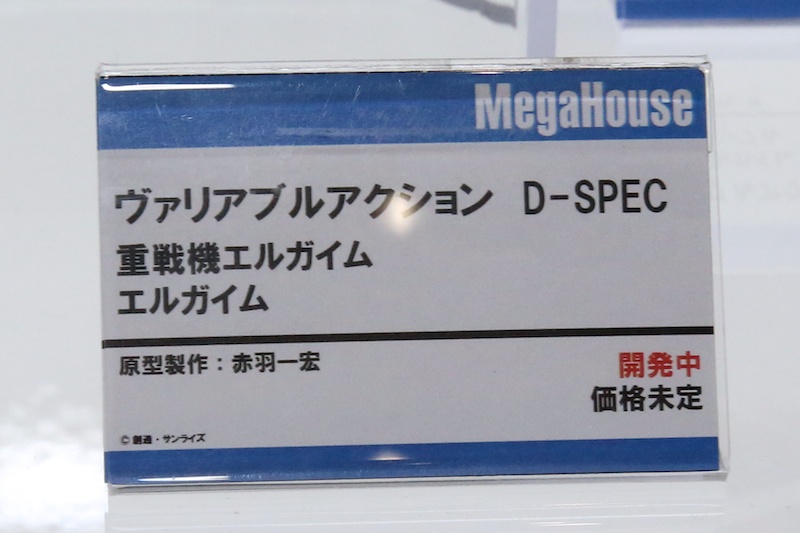 MegaHouse
ヴァリアブルアクション D-SPEC
重戦機エルガイム
エルガイム
原型製作：赤羽一宏
開発中
価格未定
© 創通・サンライズ